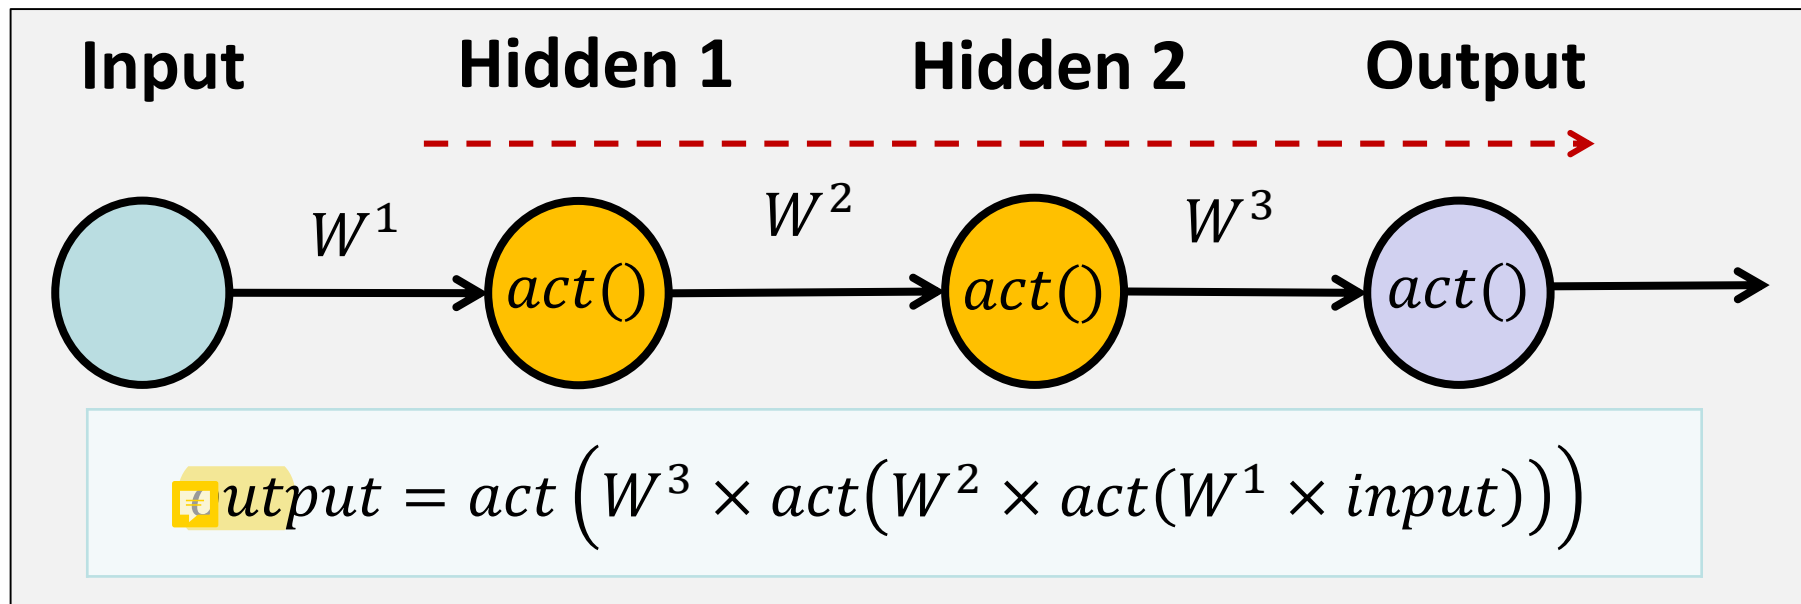 Input Hidden 1 Hidden 2 Output
W¹ W² W³
act() act() act()
output = act(W³ × act(W² × act(W¹ × input)))